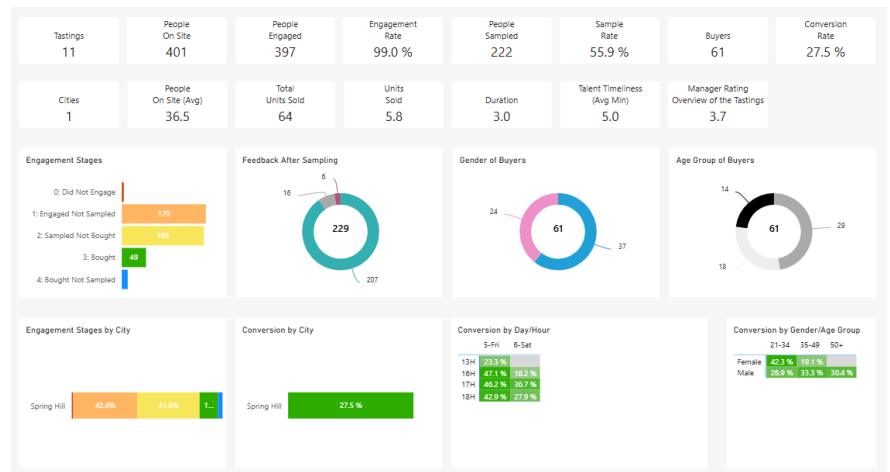 Tastings
11
People
On Site
401
People
Engaged
397
Engagement
Rate
99.0 %
People
Sampled
222
Sample
Rate
55.9 %
Buyers
61
Conversion
Rate
27.5 %
Cities
1
People
On Site (Avg)
36.5
Total
Units Sold
64
Units
Sold
5.8
Duration
3.0
Talent Timeliness
(Avg Min)
5.0
Manager Rating
Overview of the Tastings
3.7
Engagement Stages
0: Did Not Engage
1: Engaged Not Sampled 170
2: Sampled Not Bought 166
3: Bought 49
4: Bought Not Sampled
Feedback After Sampling
6
16
229
207
Gender of Buyers
24
61
37
Age Group of Buyers
14
61
29
18
Engagement Stages by City
Spring Hill 42.4% 41.4% 1...
Conversion by City
Spring Hill 27.5 %
Conversion by Day/Hour
5-Fri 6-Sat
13H 23.3 %
16H 47.1 % 18.2 %
17H 46.2 % 36.7 %
18H 42.9 % 27.9 %
Conversion by Gender/Age Group
21-34 35-49 50+
Female 42.3 % 19.1 %
Male 26.9 % 33.3 % 30.4 %